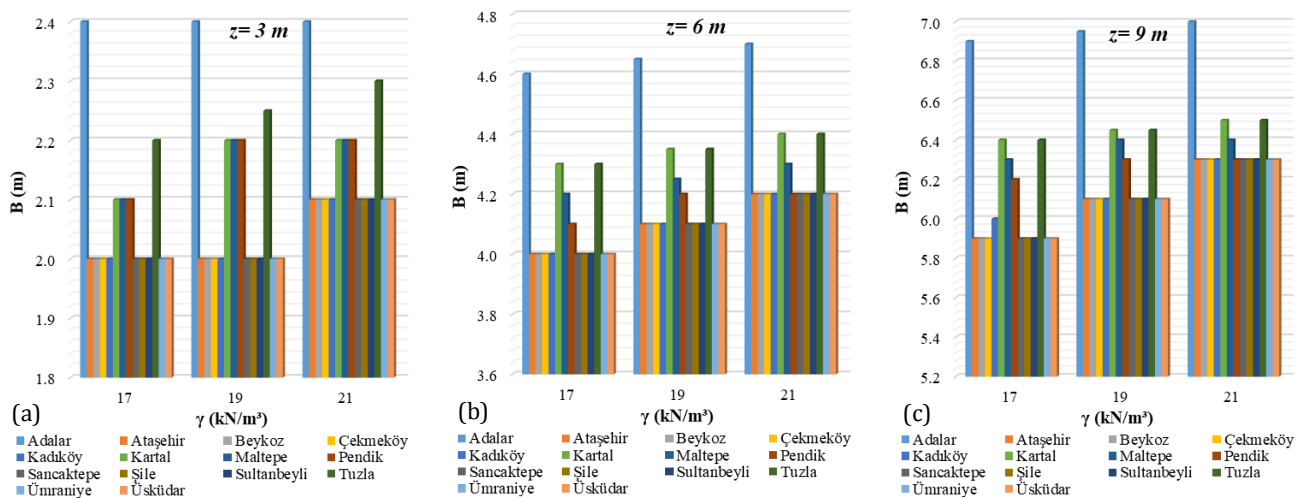 z= 3 m
2.4
2.3
2.2
2.1
2.0
1.9
1.8
B (m)
17 19 21
(a)
γ (kN/m³)
Adalar Ataşehir Beykoz Çekmeköy
Kadıköy Kartal Maltepe Pendik
Sancaktepe Şile Sultanbeyli Tuzla
Ümraniye Üsküdar
z= 6 m
4.8
4.6
4.4
4.2
4.0
3.8
3.6
B (m)
17 19 21
(b)
γ (kN/m³)
Adalar Ataşehir Beykoz Çekmeköy
Kadıköy Kartal Maltepe Pendik
Sancaktepe Şile Sultanbeyli Tuzla
Ümraniye Üsküdar
z= 9 m
7.0
6.8
6.6
6.4
6.2
6.0
5.8
5.6
5.4
5.2
B (m)
17 19 21
(c)
γ (kN/m³)
Adalar Ataşehir Beykoz Çekmeköy
Kadıköy Kartal Maltepe Pendik
Sancaktepe Şile Sultanbeyli Tuzla
Ümraniye Üsküdar